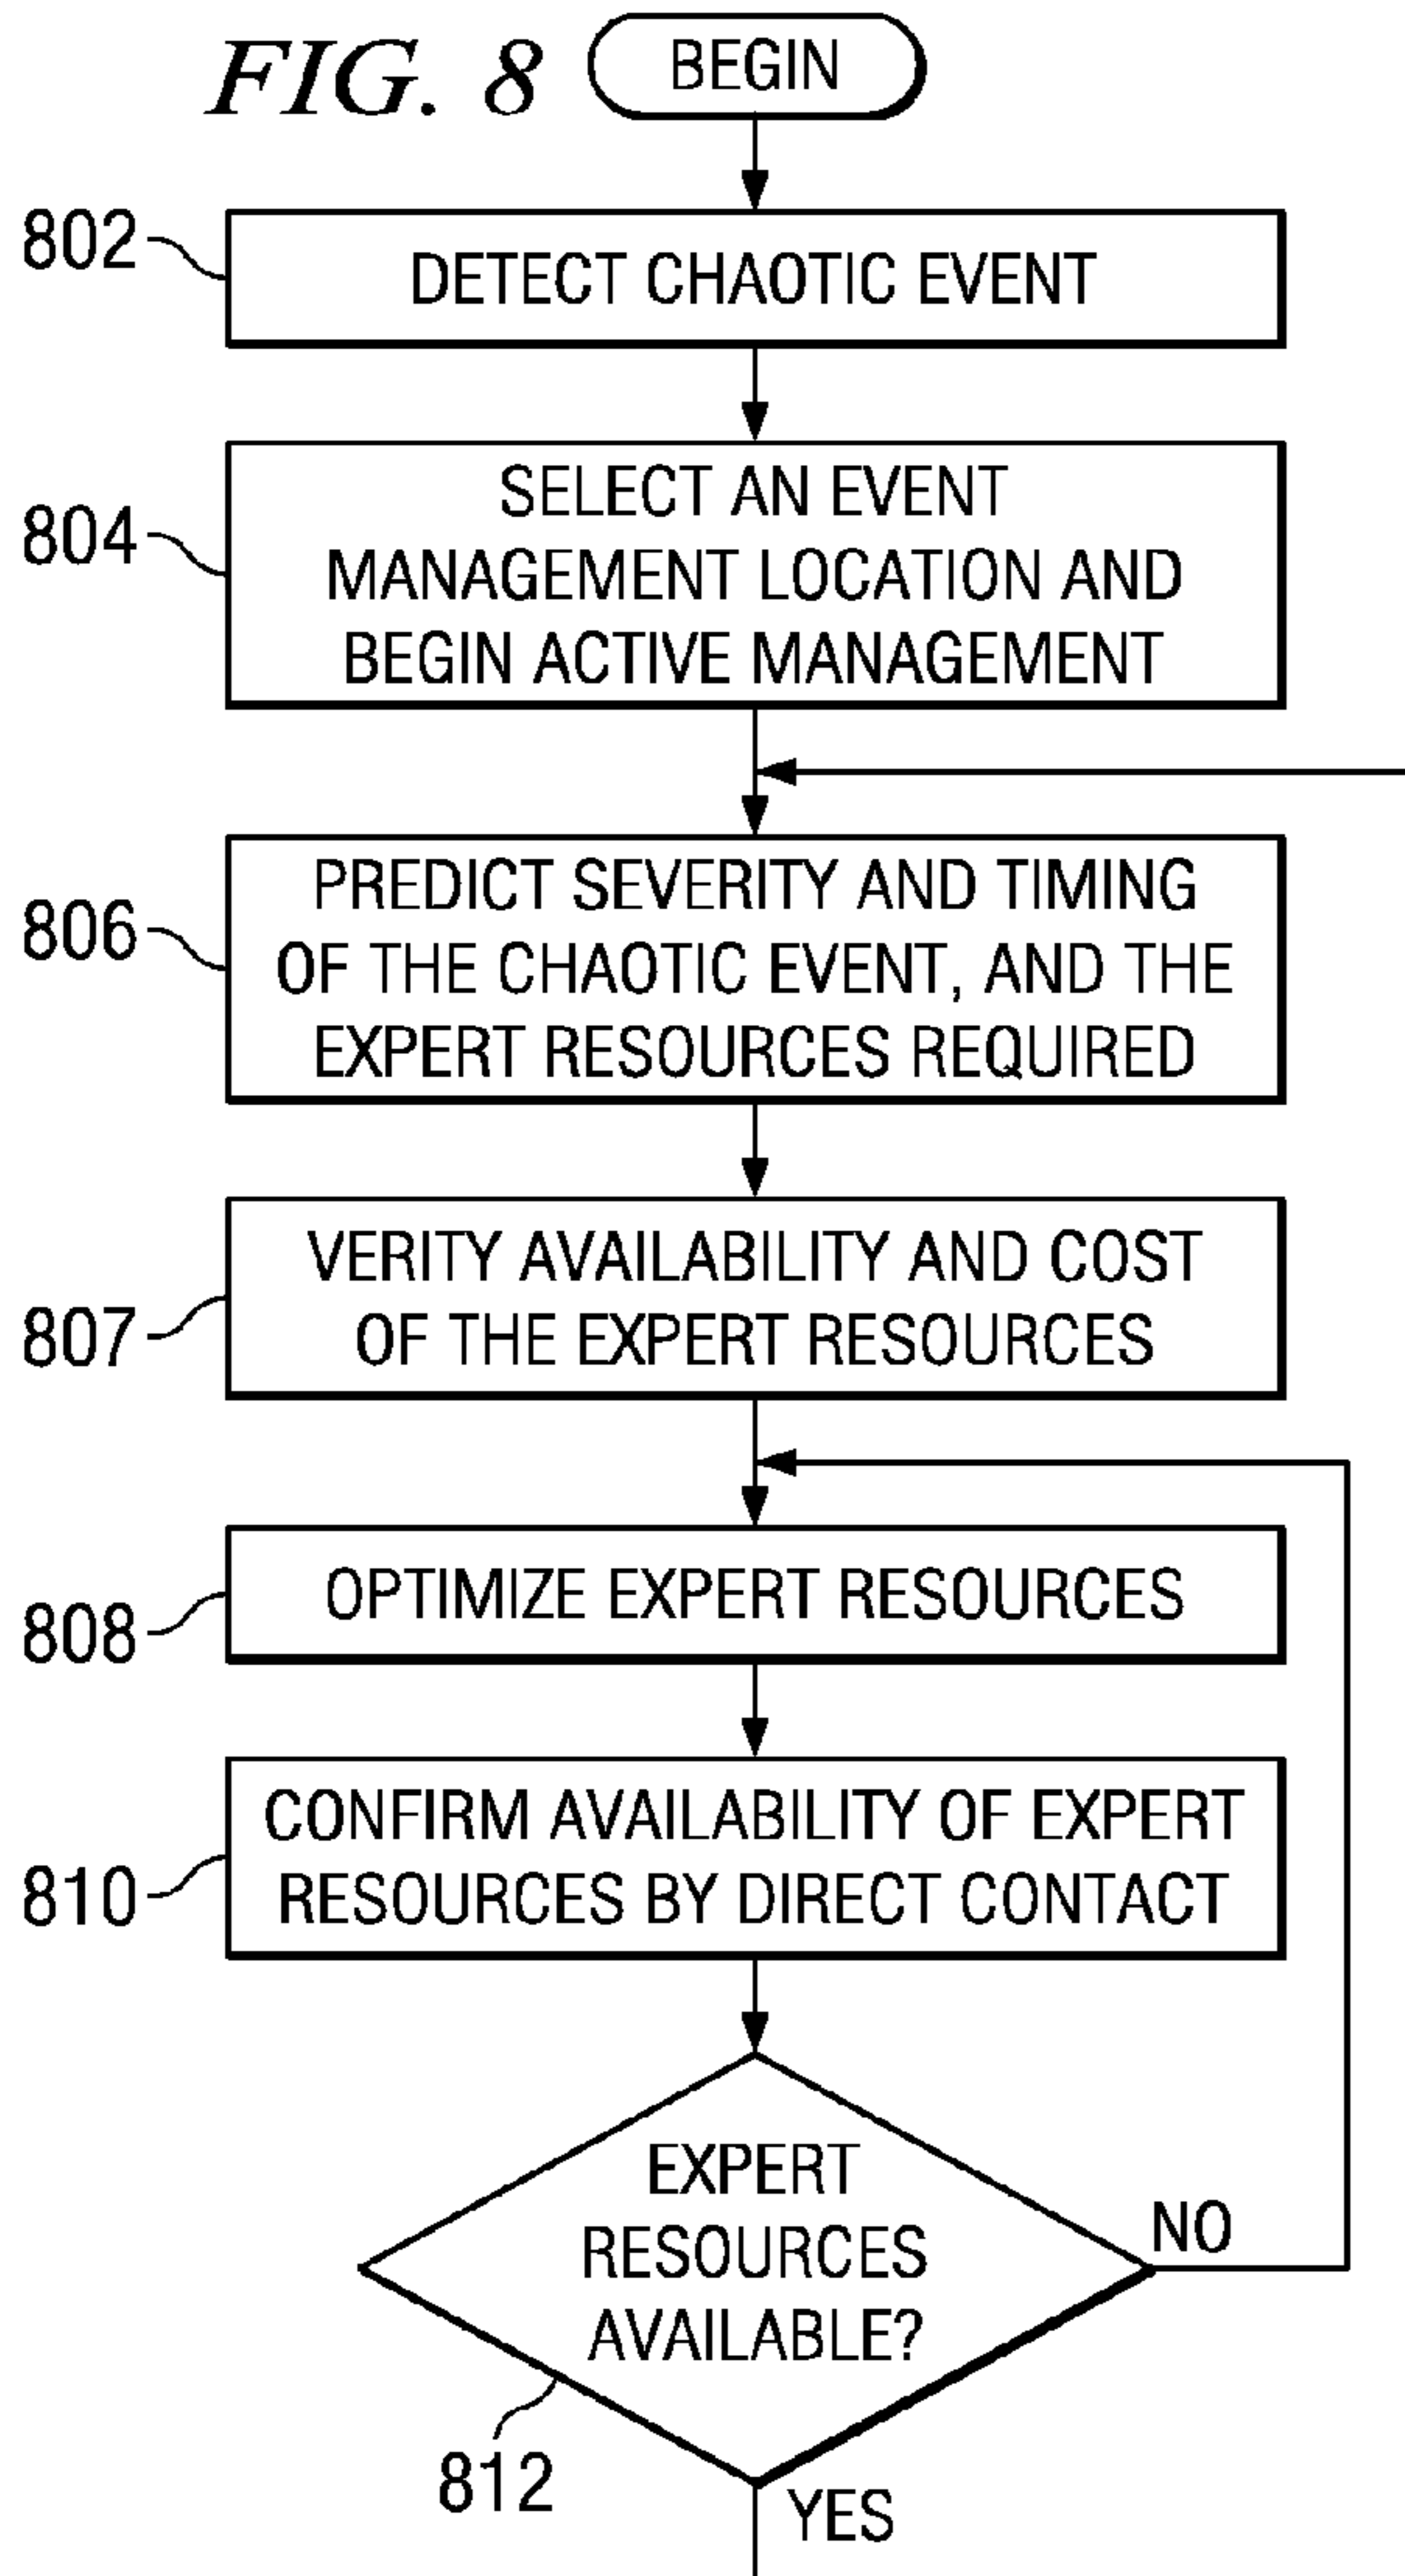 FIG. 8
BEGIN
802
DETECT CHAOTIC EVENT
804
SELECT AN EVENT
MANAGEMENT LOCATION AND
BEGIN ACTIVE MANAGEMENT
806
PREDICT SEVERITY AND TIMING
OF THE CHAOTIC EVENT, AND THE
EXPERT RESOURCES REQUIRED
807
VERITY AVAILABILITY AND COST
OF THE EXPERT RESOURCES
808
OPTIMIZE EXPERT RESOURCES
810
CONFIRM AVAILABILITY OF EXPERT
RESOURCES BY DIRECT CONTACT
EXPERT
RESOURCES
AVAILABLE?
NO
812
YES